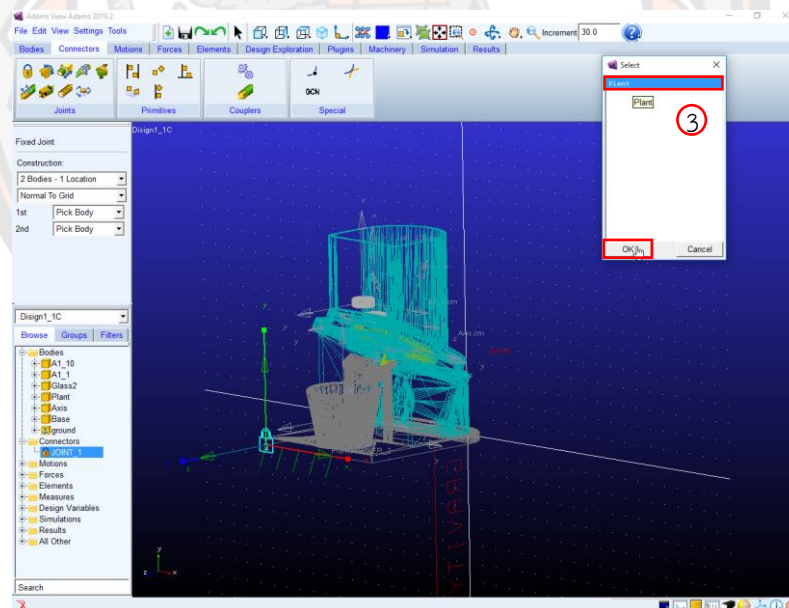 Adams View Adams 2019.2
File Edit View Settings Tools
Increment 30.0
Bodies Connectors Motions Forces Elements Design Exploration Plugins Machinery Simulation Results
GCN
Joints Primitives Couplers Special
Select
Plant
Plant
3
OK Cancel
Fixed Joint
Construction:
2 Bodies - 1 Location
Normal To Grid
1st Pick Body
2nd Pick Body
Disign1_1C
Disign1_1C
Browse Groups Filters
Bodies
A1_10
A1_1
Glass2
Plant
Axis
Base
ground
Connectors
JOINT_1
Motions
Forces
Elements
Measures
Design Variables
Simulations
Results
All Other
Search
Axis.cm
GRAVITY